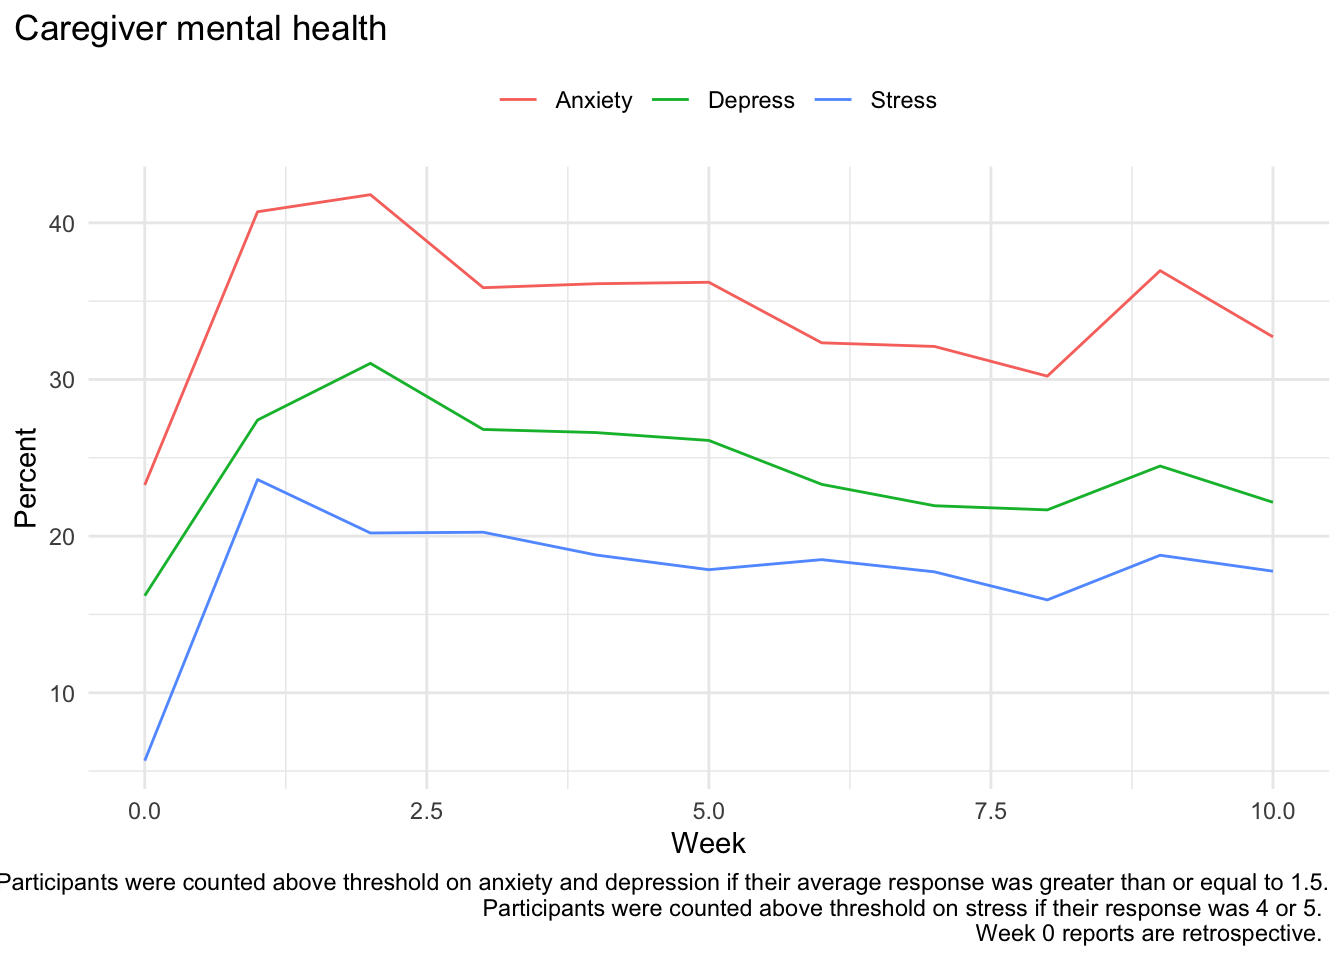 Caregiver mental health
Anxiety Depress Stress
Percent
40
30
20
10
0.0 2.5 5.0 7.5 10.0
Week
Participants were counted above threshold on anxiety and depression if their average response was greater than or equal to 1.5.
Participants were counted above threshold on stress if their response was 4 or 5.
Week 0 reports are retrospective.